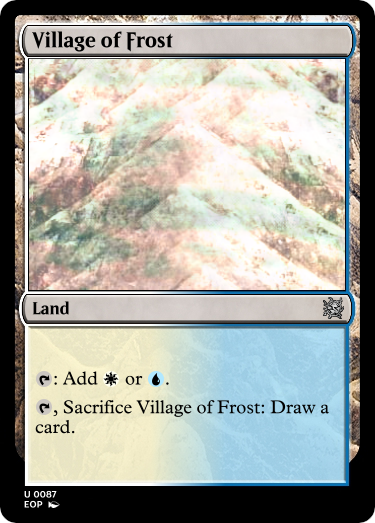 Village of Frost
Land
: Add or .
, Sacrifice Village of Frost: Draw a
card.
U 0087
EOP